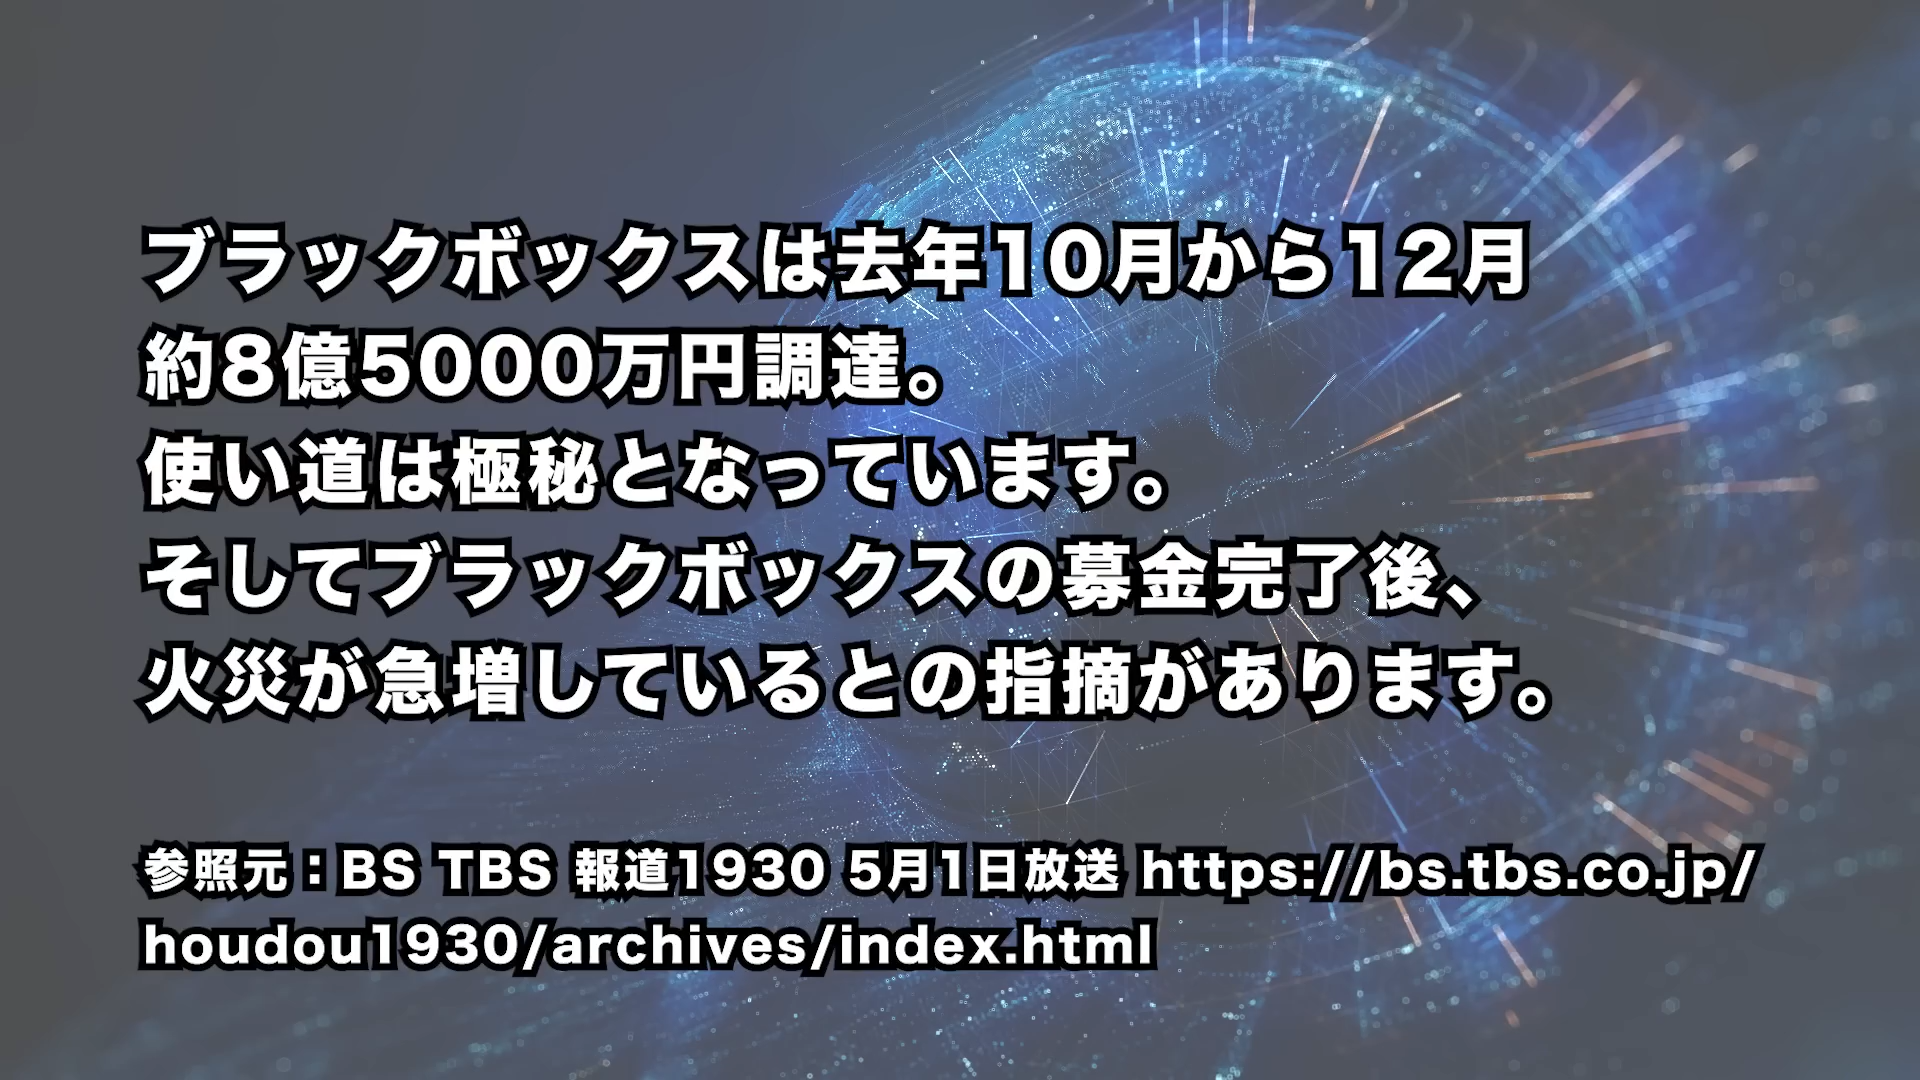 ブラックボックスは去年10月から12月
約8億5000万円調達。
使い道は極秘となっています。
そしてブラックボックスの募金完了後、
火災が急増しているとの指摘があります。
参照元：BS TBS 報道1930 5月1日放送 https://bs.tbs.co.jp/
houdou1930/archives/index.html